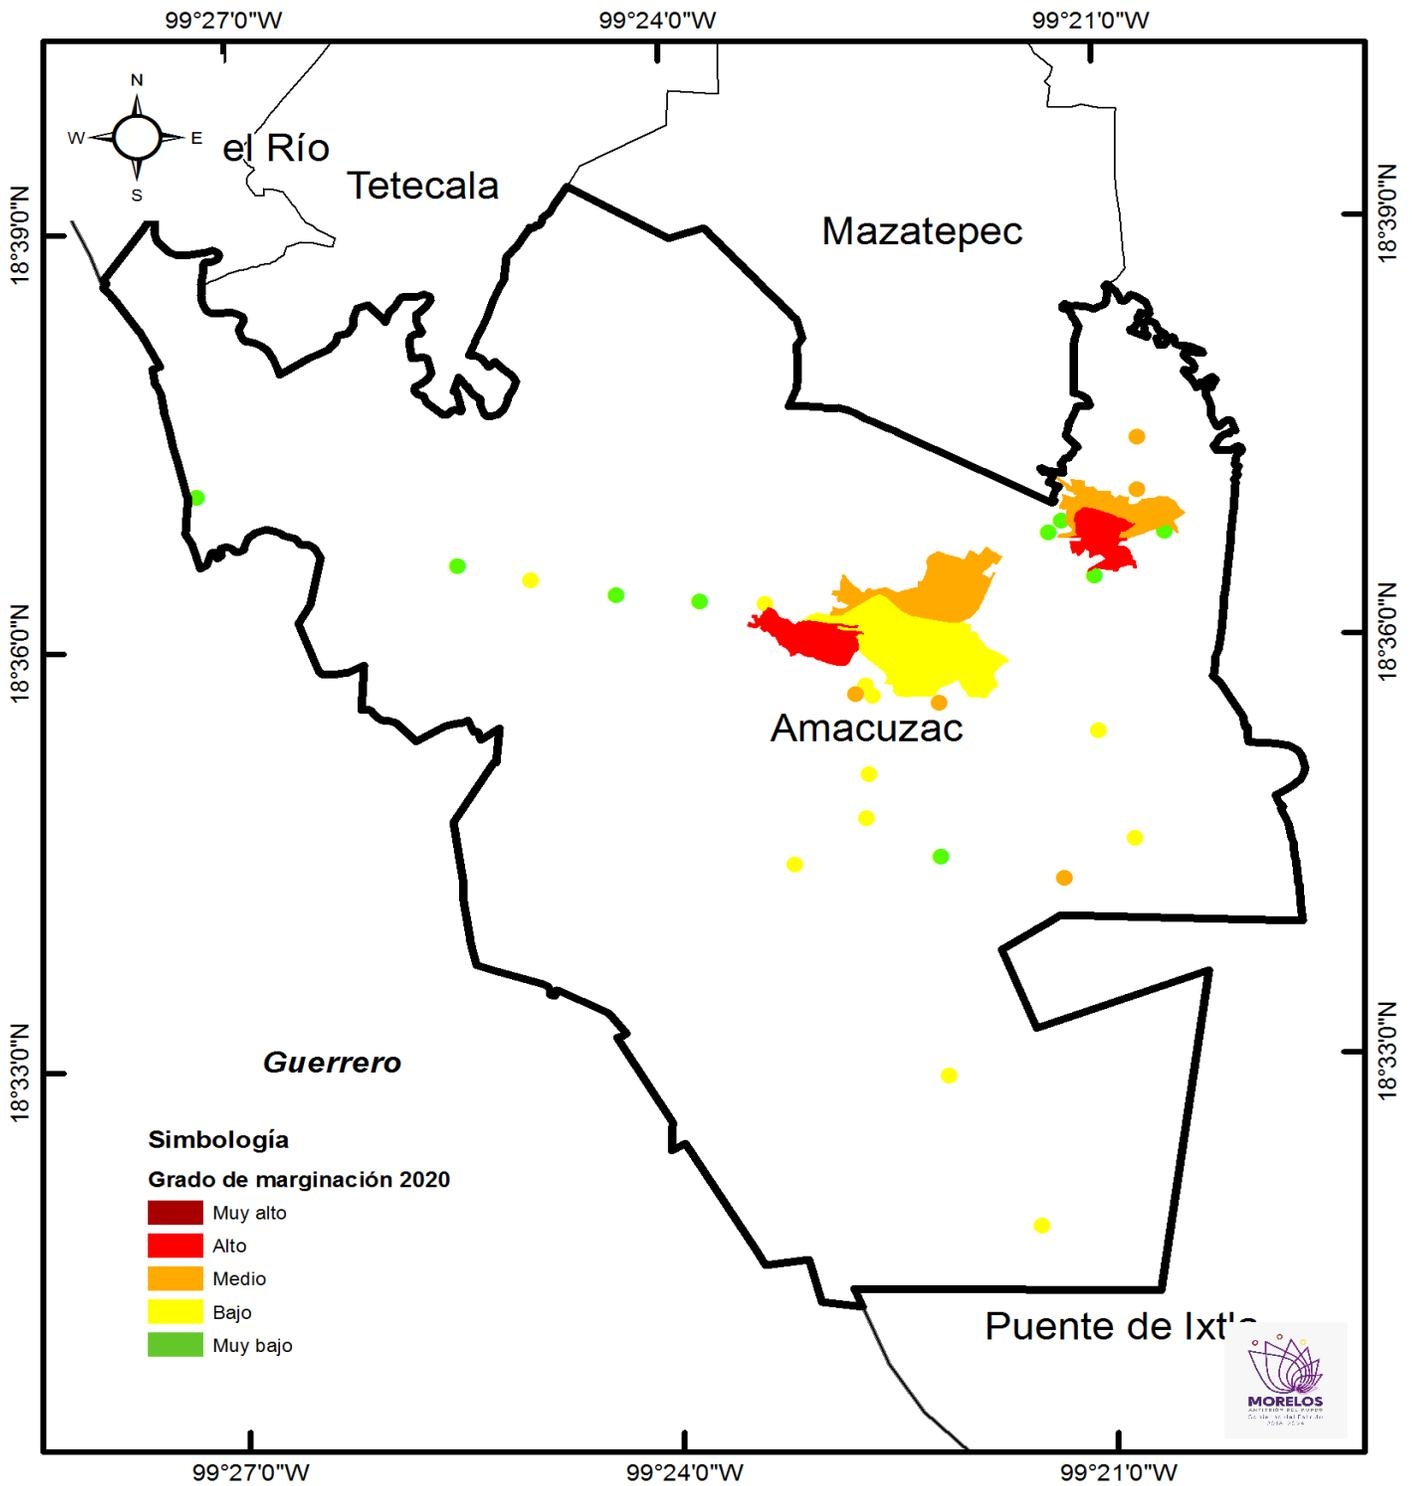 99°27'0"W
99°24'0"W
99°21'0"W
N
W
E
S
el Río
Tetecala
Mazatepec
18°39'0"N
18°39'0"N
18°36'0"N
18°36'0"N
Amacuzac
18°33'0"N
18°33'0"N
Guerrero
Simbología
Grado de marginación 2020
Muy alto
Alto
Medio
Bajo
Muy bajo
Puente de Ixtla
MORELOS
99°27'0"W
99°24'0"W
99°21'0"W